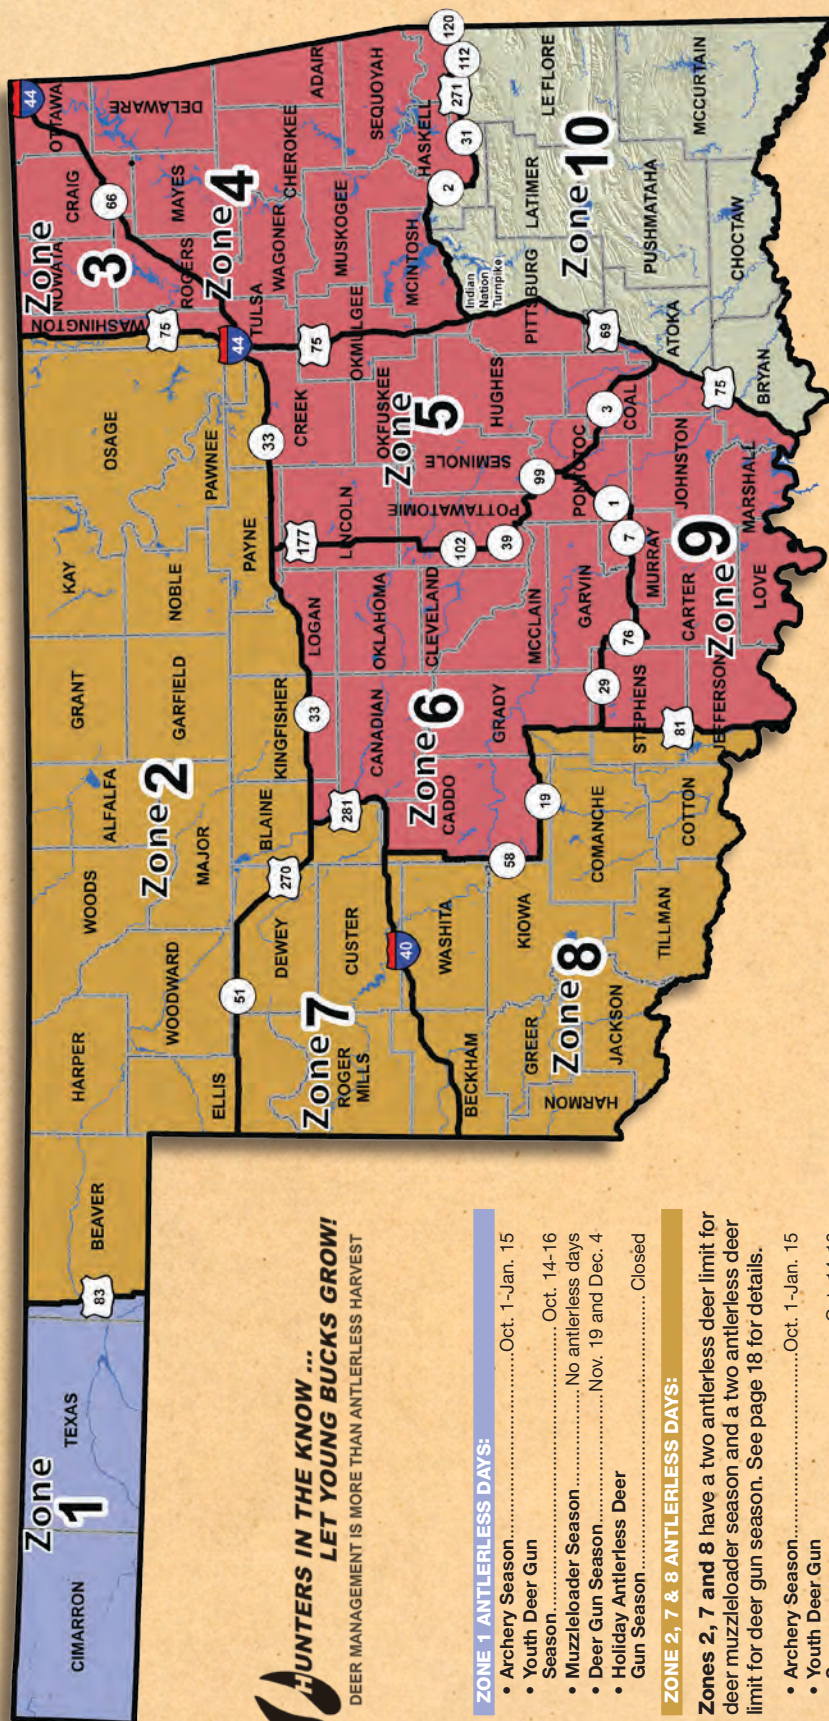 Zone
1
CIMARRON
TEXAS
83
BEAVER
HARPER
ELLIS
WOODWARD
WOODS
ALFALFA
Zone 2
MAJOR
GRANT
GARFIELD
KAY
NOBLE
OSAGE
PAWNEE
PAYNE
KINGFISHER
BLAINE
51
270
33
33
177
Zone
3
WASHINGTON
NOWATA
CRAIG
OTTAWA
44
66
75
44
DELAWARE
MAYES
ROGERS
Zone 4
TULSA
WAGONER
CHEROKEE
ADAIR
SEQUOYAH
MUSKOGEE
OKMULGEE
MCINTOSH
HASKELL
75
2
31
271
112
120
Indian
Nation
Turnpike
CREEK
LINCOLN
OKFUSKEE
Zone
5
SEMINOLE
HUGHES
POTTAWATOMIE
PONTOTOC
COAL
PITTSBURG
99
3
102
39
1
7
69
LOGAN
OKLAHOMA
CANADIAN
CLEVELAND
Zone 6
CADDO
GRADY
MCCLAIN
GARVIN
281
58
19
29
76
DEWEY
CUSTER
Zone 7
ROGER
MILLS
40
BECKHAM
WASHITA
KIOWA
GREER
HARMON
Zone 8
JACKSON
TILLMAN
COMANCHE
COTTON
STEPHENS
81
JEFFERSON
MURRAY
CARTER
Zone 9
LOVE
JOHNSTON
MARSHALL
75
LATIMER
LE FLORE
Zone 10
PUSHMATAHA
MCCURTAIN
ATOKA
BRYAN
CHOCTAW
HUNTERS IN THE KNOW ...
LET YOUNG BUCKS GROW!
DEER MANAGEMENT IS MORE THAN ANTLERLESS HARVEST
ZONE 1 ANTLERLESS DAYS:
• Archery Season..............................Oct. 1-Jan. 15
• Youth Deer Gun
Season.............................................. Oct. 14-16
• Muzzleloader Season............... No antlerless days
• Deer Gun Season.....................Nov. 19 and Dec. 4
• Holiday Antlerless Deer
Gun Season........................................... Closed
ZONE 2, 7 & 8 ANTLERLESS DAYS:
Zones 2, 7 and 8 have a two antlerless deer limit for
deer muzzleloader season and a two antlerless deer
limit for deer gun season. See page 18 for details.
• Archery Season..............................Oct. 1-Jan. 15
• Youth Deer Gun